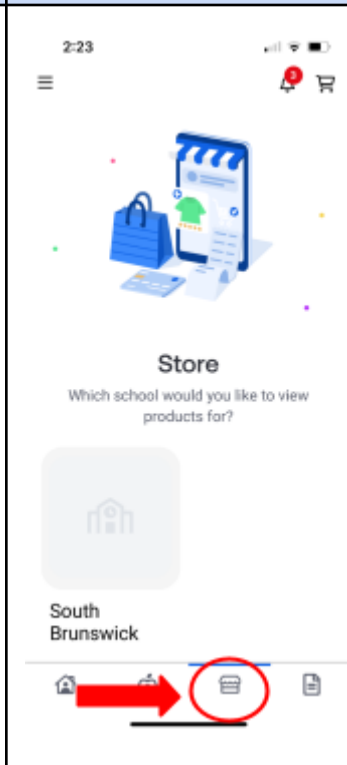 2:23
3
Store
Which school would you like to view
products for?
South
Brunswick